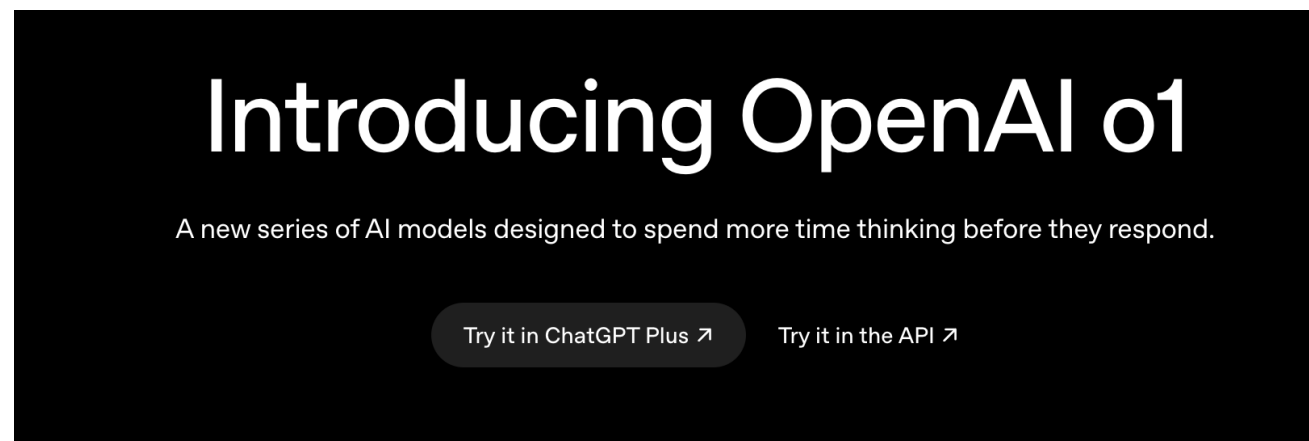 Introducing OpenAI o1
A new series of AI models designed to spend more time thinking before they respond.
Try it in ChatGPT Plus ↗ Try it in the API ↗